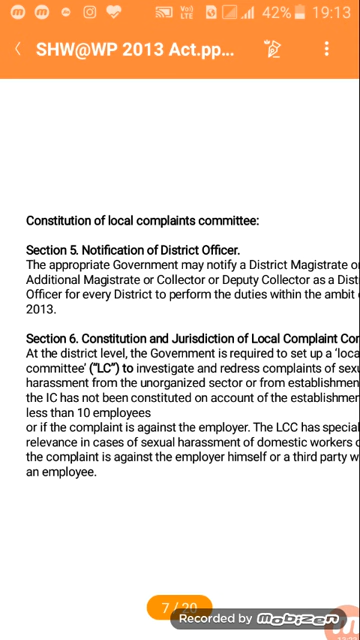 42% 19:13
SHW@WP 2013 Act.pp...
Constitution of local complaints committee:
Section 5. Notification of District Officer.
The appropriate Government may notify a District Magistrate o
Additional Magistrate or Collector or Deputy Collector as a Dist
Officer for every District to perform the duties within the ambit
2013.
Section 6. Constitution and Jurisdiction of Local Complaint Co
At the district level, the Government is required to set up a 'loca
committee' ("LC") to investigate and redress complaints of sex
harassment from the unorganized sector or from establishmen
the IC has not been constituted on account of the establishmen
less than 10 employees
or if the complaint is against the employer. The LCC has special
relevance in cases of sexual harassment of domestic workers
the complaint is against the employer himself or a third party w
an employee.
7 / 20
Recorded by mobizen